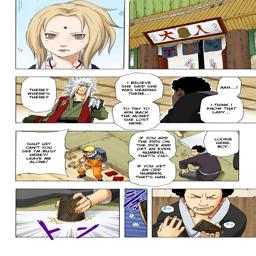 大
人
THERE?
WHERE'S
THERE?
I BELIEVE
SHE SAID SHE
WAS HEADING
THERE...
TO TRY TO
WIN BACK
THE MONEY
SHE LOST
HERE.
AAH...!
I THINK I
KNOW THAT
LADY...
SHUT UP!
CAN'T YOU
SEE I'M BUSY
HERE?!
LEAVE ME
ALONE!
IF YOU ADD
THE PIPS ON
THE DICE AND
GET AN EVEN
NUMBER,
THAT'S CHO.
IF YOU GET
AN ODD
NUMBER,
THAT'S HAN.
LOOKIE
HERE,
BOY.